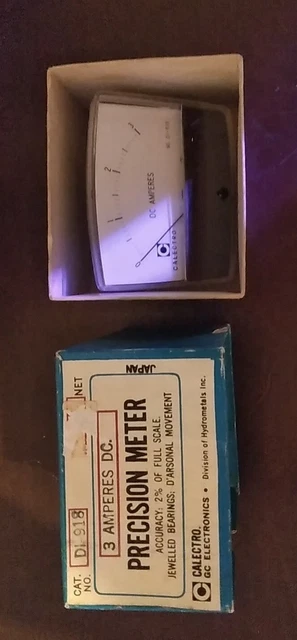 3
2
1
0
DC AMPERES
CALECTRO
JAPAN
NET
CAT. NO. D1-918
3 AMPERES DC.
PRECISION METER
ACCURACY: 2% OF FULL SCALE.
JEWELLED BEARINGS; D'ARSONAL MOVEMENT
CALECTRO.
GC ELECTRONICS • Division of Hydrometals Inc.